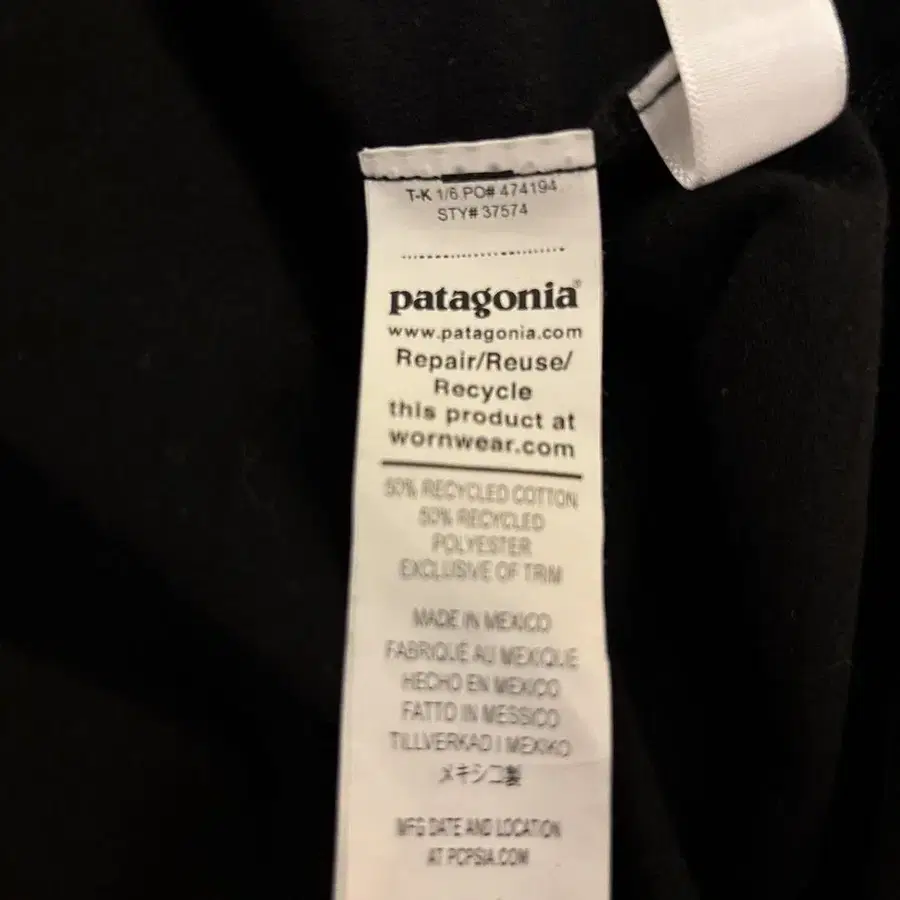 T-K 1/6 PO# 474194
STY# 37574
patagonia®
www.patagonia.com
Repair/Reuse/
Recycle
this product at
wornwear.com
50% RECYCLED COTTON
50% RECYCLED
POLYESTER
EXCLUSIVE OF TRIM
MADE IN MEXICO
FABRIQUÉ AU MEXIQUE
HECHO EN MEXICO
FATTO IN MESSICO
TILLVERKAD I MEXIKO
メキシコ製
MFG DATE AND LOCATION
AT PCPSIA.COM